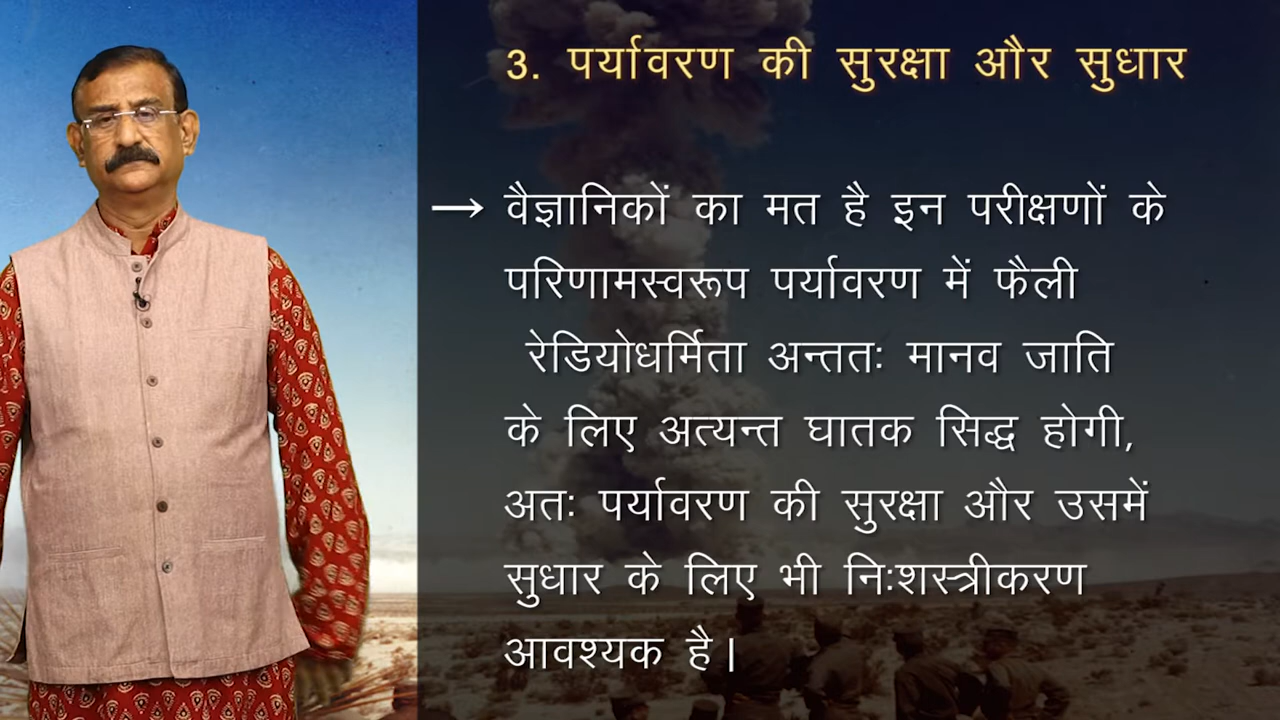 3. पर्यावरण की सुरक्षा और सुधार
→ वैज्ञानिकों का मत है इन परीक्षणों के
परिणामस्वरूप पर्यावरण में फैली
रेडियोधर्मिता अन्ततः मानव जाति
के लिए अत्यन्त घातक सिद्ध होगी,
अतः पर्यावरण की सुरक्षा और उसमें
सुधार के लिए भी निःशस्त्रीकरण
आवश्यक है।